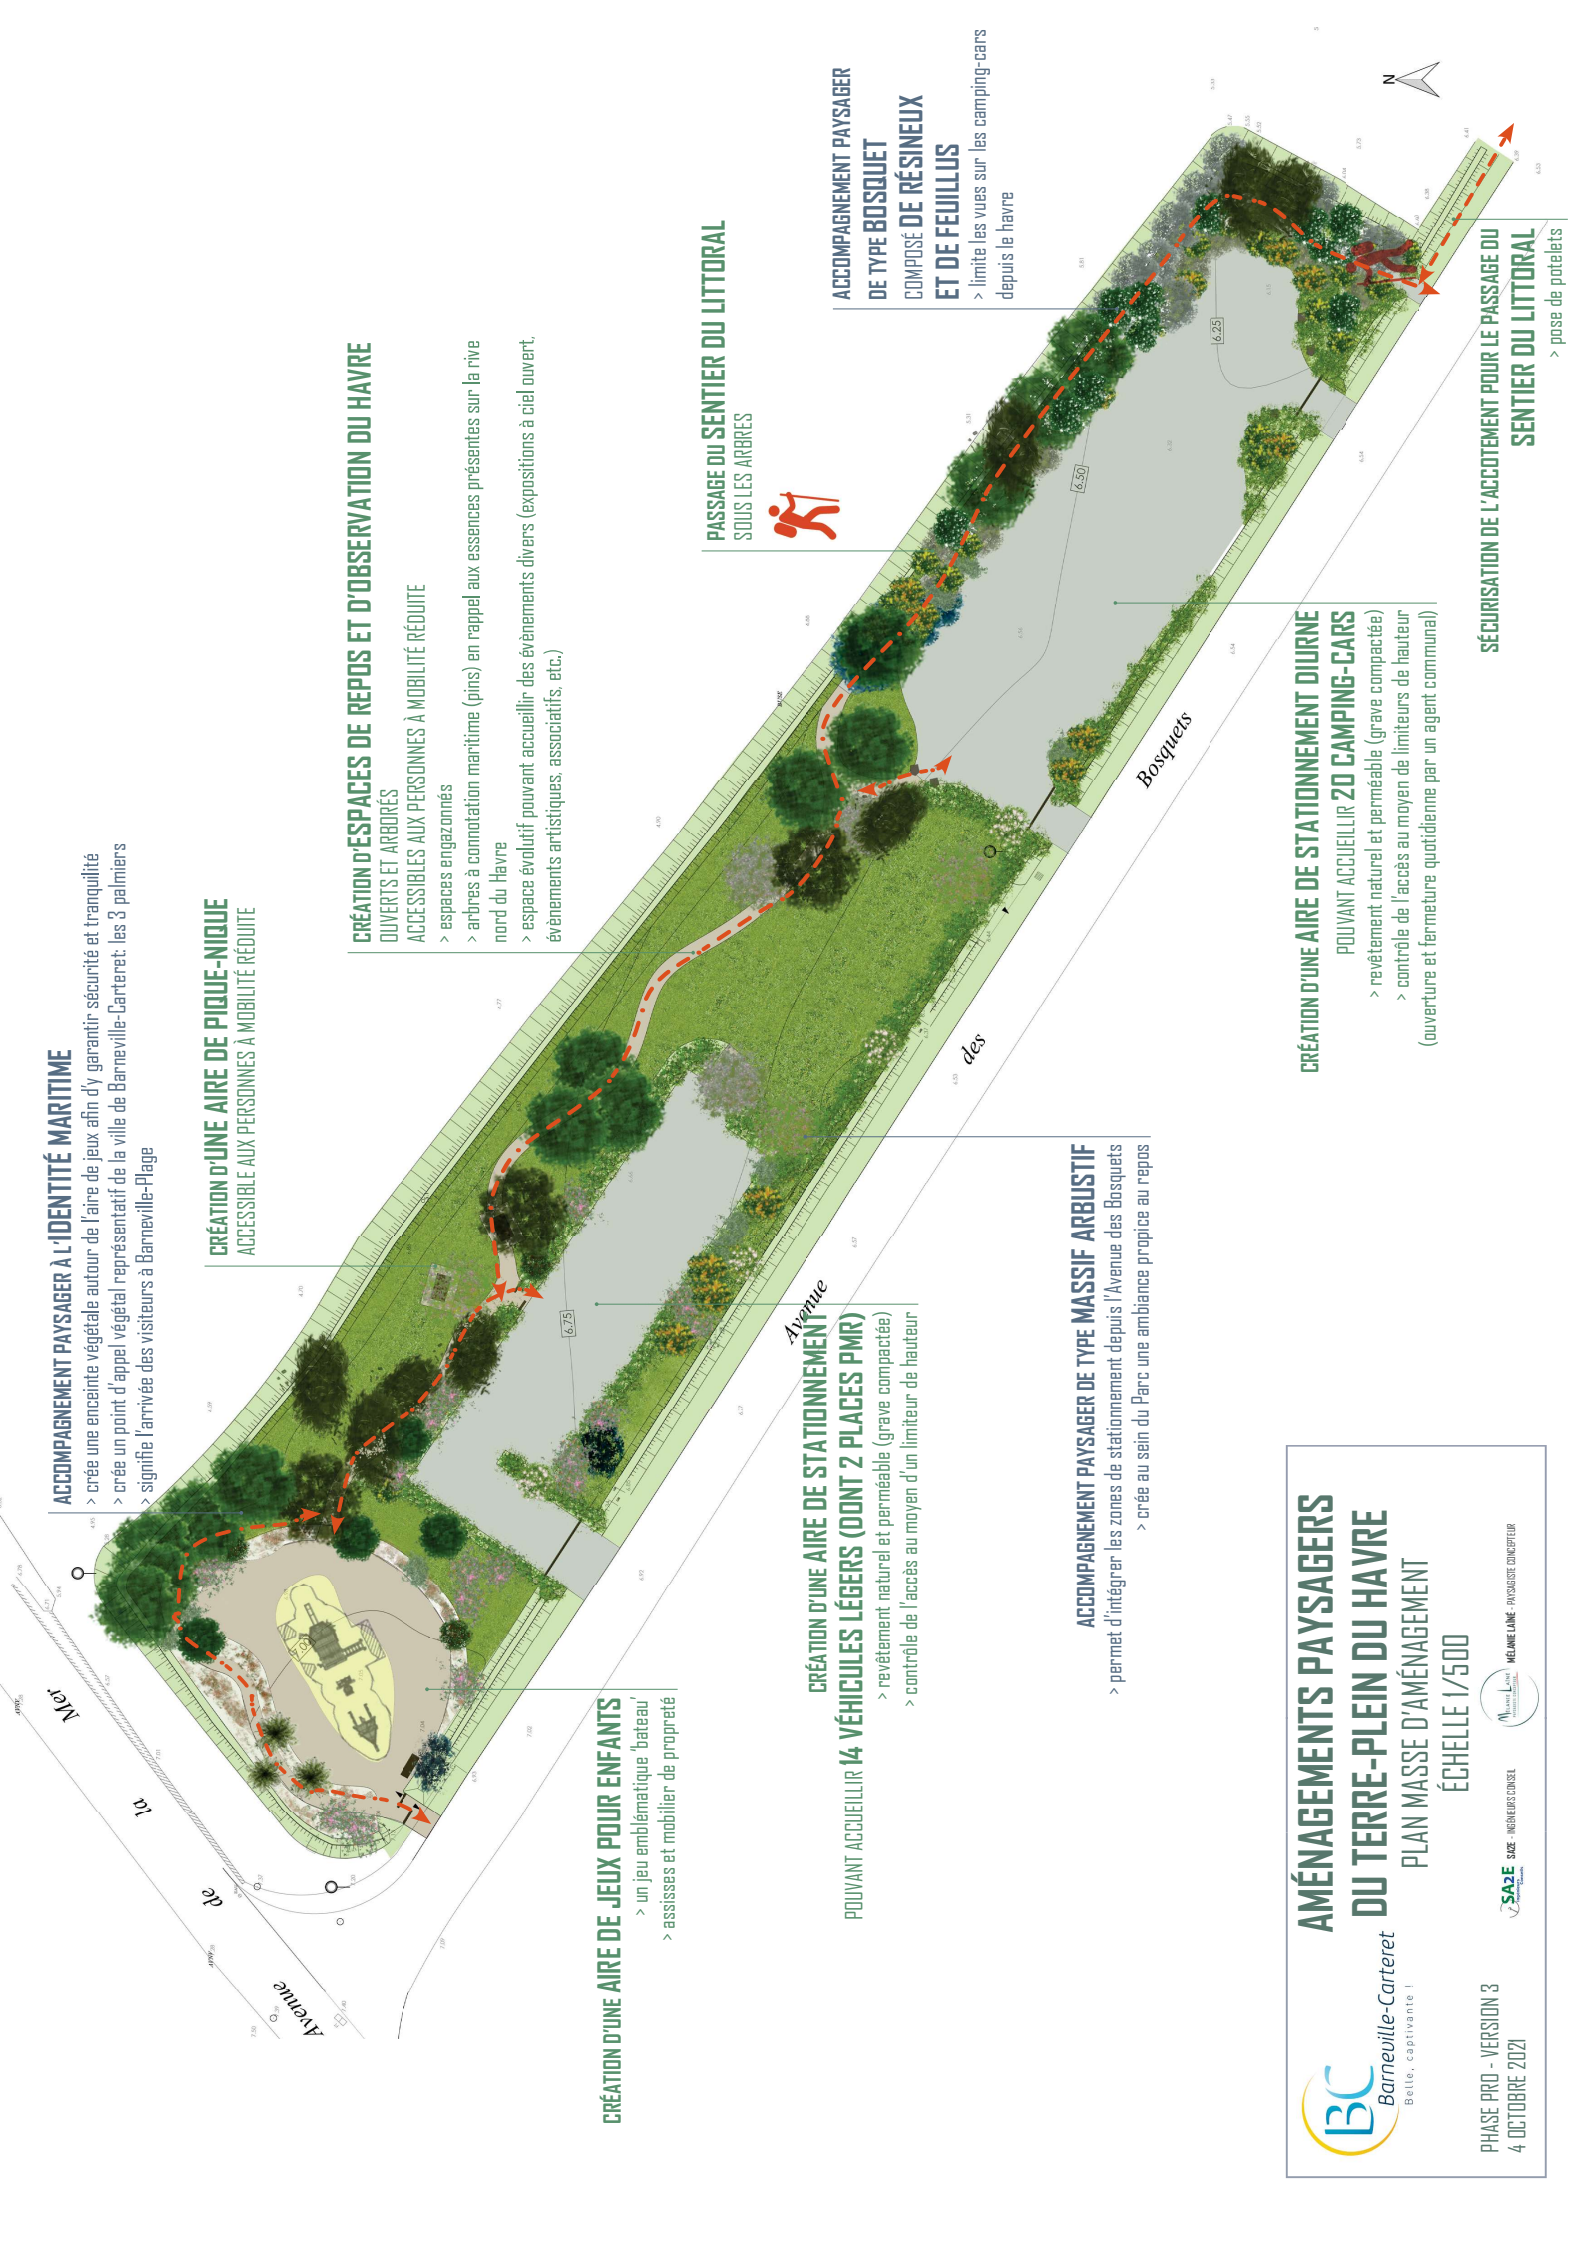 ACCOMPAGNEMENT PAYSAGER À L'IDENTITÉ MARITIME
> crée une enceinte végétale autour de l'aire de jeux afin d'y garantir sécurité et tranquilité
> crée un point d'appel végétal représentatif de la ville de Barneville-Carteret: les 3 palmiers
> signifie l'arrivée des visiteurs à Barneville-Plage
CRÉATION D'UNE AIRE DE PIQUE-NIQUE
ACCESSIBLE AUX PERSONNES À MOBILITÉ RÉDUITE
CRÉATION D'ESPACES DE REPOS ET D'OBSERVATION DU HAVRE
OUVERTS ET ARBORÉS
ACCESSIBLES AUX PERSONNES À MOBILITÉ RÉDUITE
> espaces engazonnés
> arbres à connotation maritime (pins) en rappel aux essences présentes sur la rive
nord du Havre
> espace évolutif pouvant accueillir des évènements divers (expositions à ciel ouvert,
évènements artistiques, associatifs, etc.)
PASSAGE DU SENTIER DU LITTORAL
SOUS LES ARBRES
ACCOMPAGNEMENT PAYSAGER
DE TYPE BOSQUET
COMPOSÉ DE RÉSINEUX
ET DE FEUILLUS
> limite les vues sur les camping-cars
depuis le havre
N
Avenue
de
la
Mer
7.00
6.75
6.50
6.25
BUSE
Avenue
des
Bosquets
CRÉATION D'UNE AIRE DE JEUX POUR ENFANTS
> un jeu emblématique 'bateau'
> assisses et mobilier de propreté
CRÉATION D'UNE AIRE DE STATIONNEMENT
POUVANT ACCUEILLIR 14 VÉHICULES LÉGERS (DONT 2 PLACES PMR)
> revêtement naturel et perméable (grave compactée)
> contrôle de l'accès au moyen d'un limiteur de hauteur
ACCOMPAGNEMENT PAYSAGER DE TYPE MASSIF ARBUSTIF
> permet d'intégrer les zones de stationnement depuis l'Avenue des Bosquets
> crée au sein du Parc une ambiance propice au repos
CRÉATION D'UNE AIRE DE STATIONNEMENT DIURNE
POUVANT ACCUEILLIR 20 CAMPING-CARS
> revêtement naturel et perméable (grave compactée)
> contrôle de l'accès au moyen de limiteurs de hauteur
(ouverture et fermeture quotidienne par un agent communal)
SÉCURISATION DE L'ACCOTEMENT POUR LE PASSAGE DU
SENTIER DU LITTORAL
> pose de potelets
AMÉNAGEMENTS PAYSAGERS
DU TERRE-PLEIN DU HAVRE
PLAN MASSE D'AMÉNAGEMENT
ÉCHELLE 1/500
BC
Barneville-Carteret
Belle, captivante !
PHASE PRO - VERSION 3
4 OCTOBRE 2021
SA2E
SA2E - INGÉNIEURS CONSEIL
MÉLANIE LAÎNÉ
MÉLANIE LAÎNÉ - PAYSAGISTE CONCEPTEUR